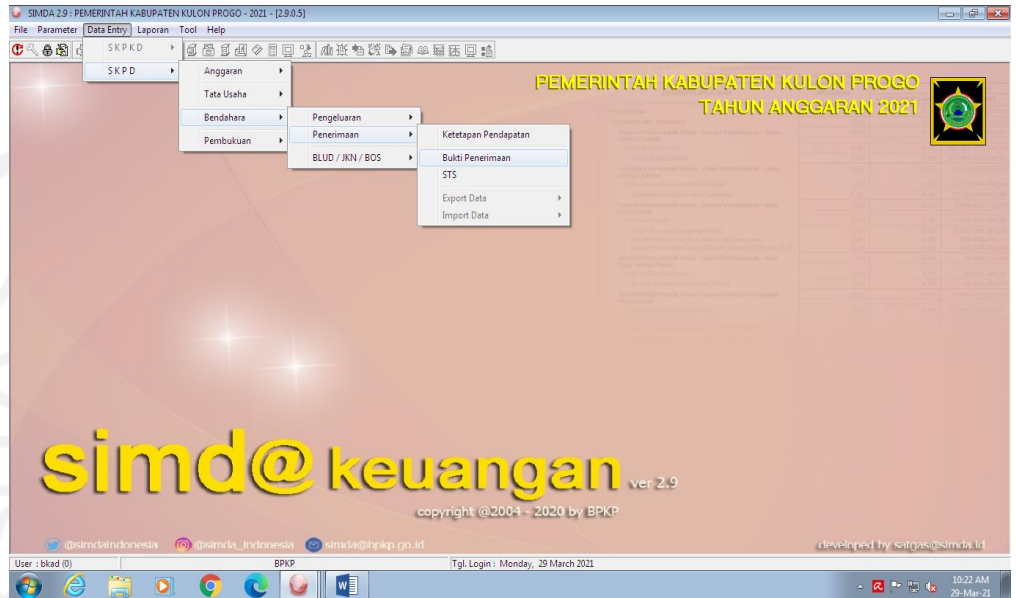 SIMDA 2.9 : PEMERINTAH KABUPATEN KULON PROGO - 2021 - [2.9.0.5]
File Parameter Data Entry Laporan Tool Help
SKPKD
SKPD
Anggaran
Tata Usaha
Bendahara
Pembukuan
Pengeluaran
Penerimaan
BLUD / JKN / BOS
Ketetapan Pendapatan
Bukti Penerimaan
STS
Export Data
Import Data
PEMERINTAH KABUPATEN KULON PROGO
TAHUN ANGGARAN 2021
simd@ keuangan ver 2.9
copyright @2004 - 2020 by BPKP
@simdaindonesia @simda_indonesia simda@bpkp.go.id developed by satgas@simda.id
User : bkad (0) BPKP Tgl. Login : Monday, 29 March 2021
10:22 AM
29-Mar-21